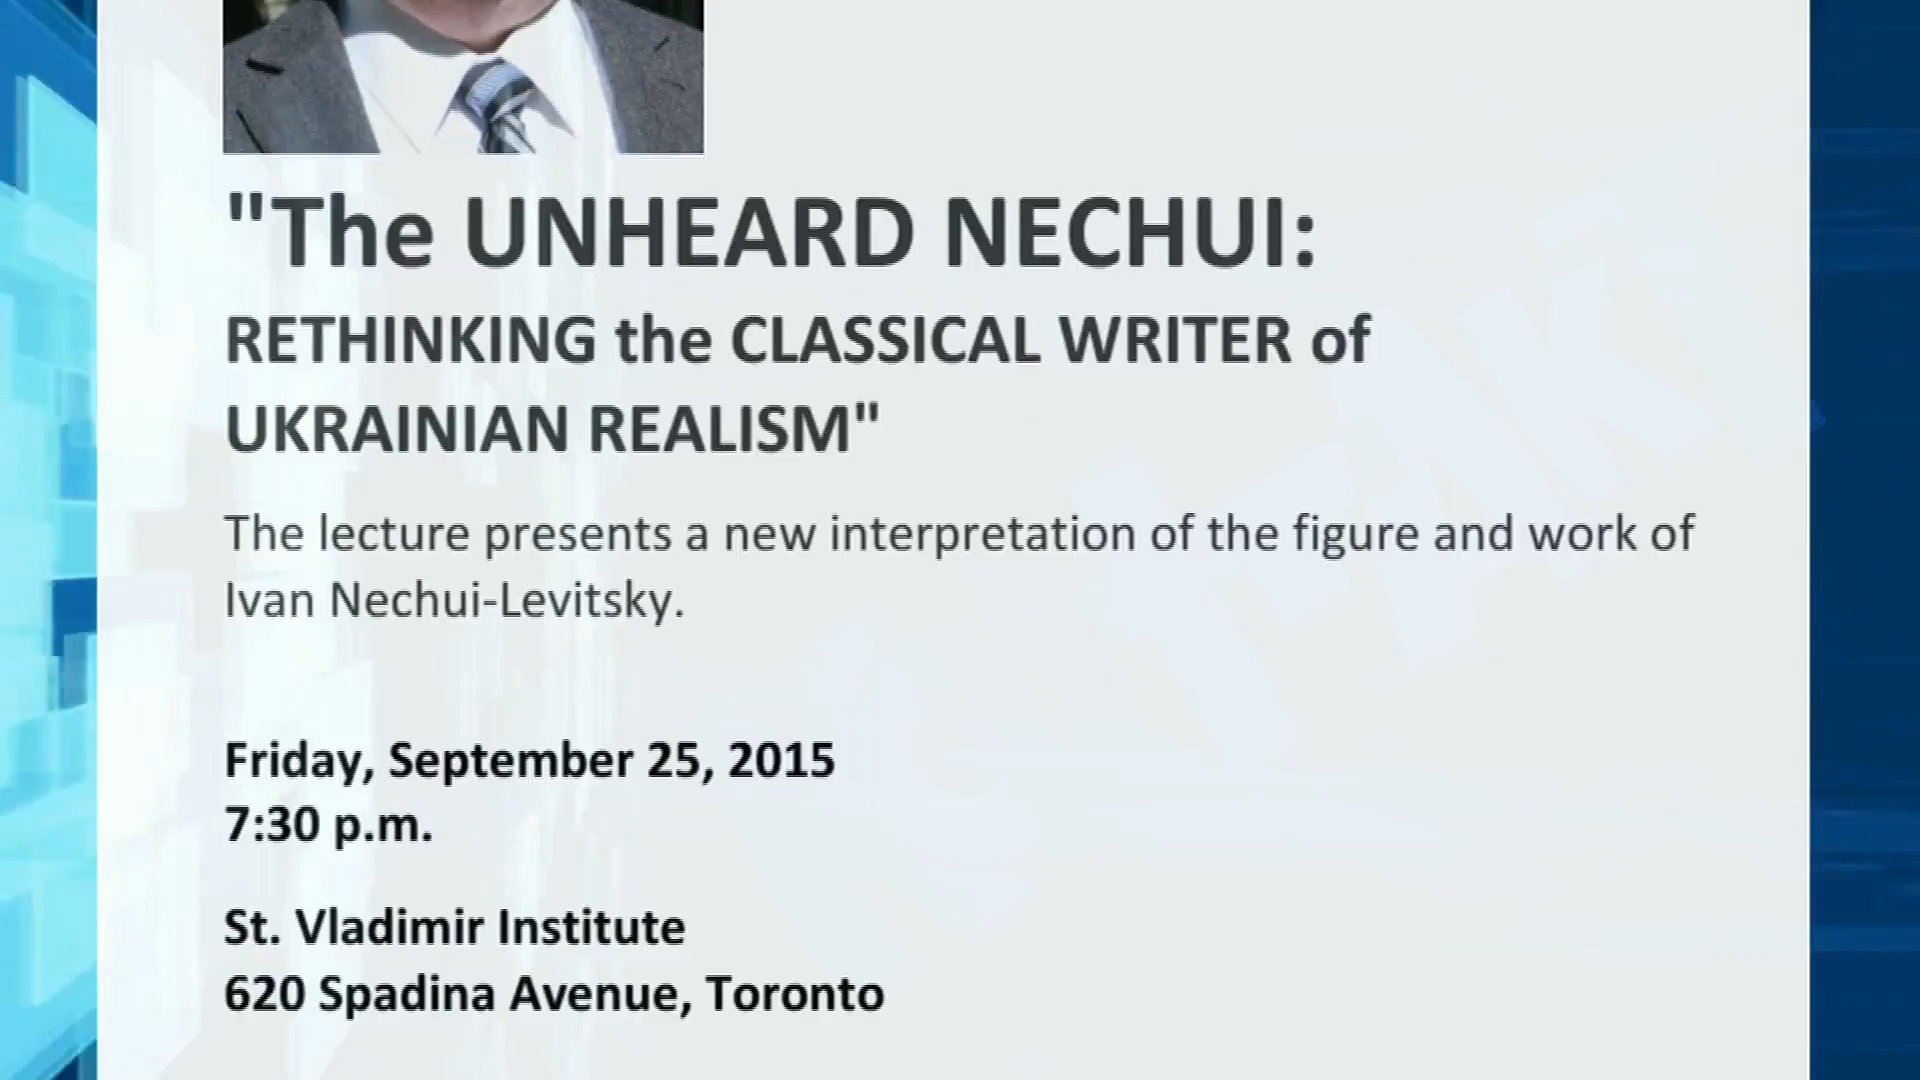 "The UNHEARD NECHUI:
RETHINKING the CLASSICAL WRITER of
UKRAINIAN REALISM"
The lecture presents a new interpretation of the figure and work of
Ivan Nechui-Levitsky.
Friday, September 25, 2015
7:30 p.m.
St. Vladimir Institute
620 Spadina Avenue, Toronto